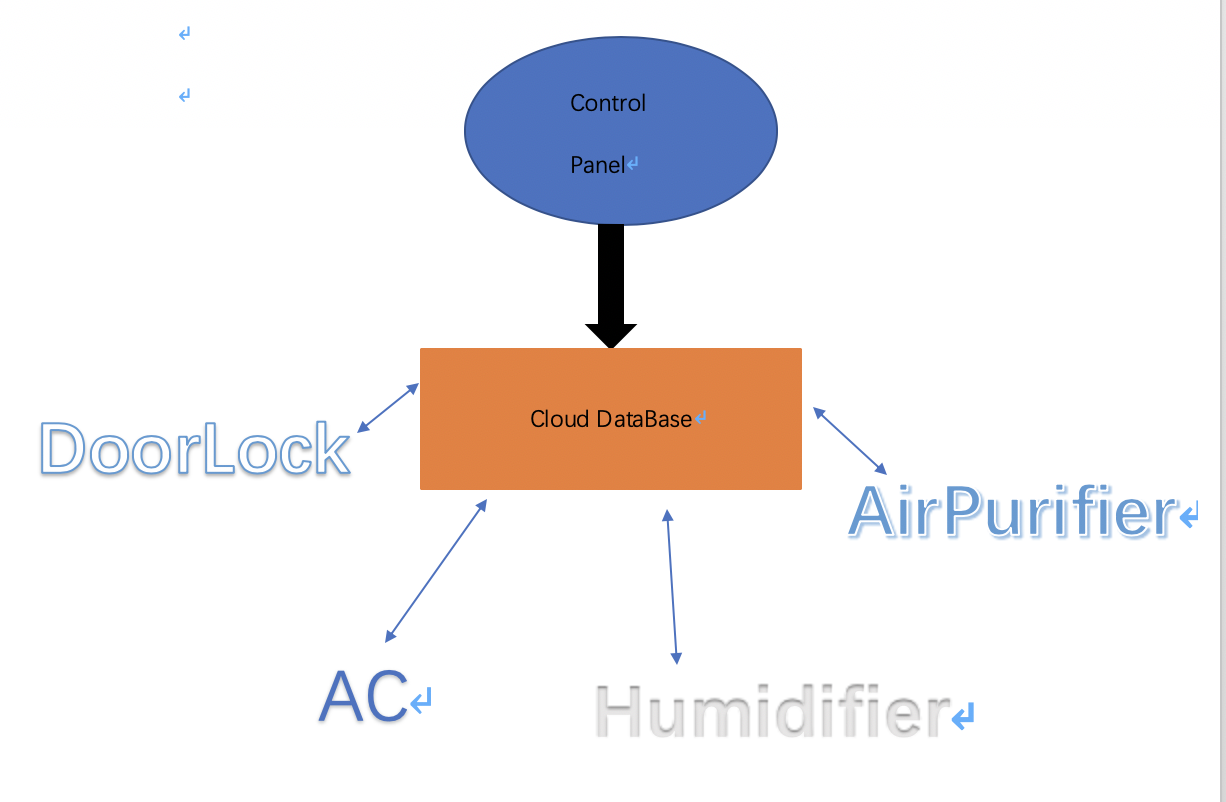 Control
Panel
Cloud DataBase
DoorLock
AirPurifier
AC
Humidifier